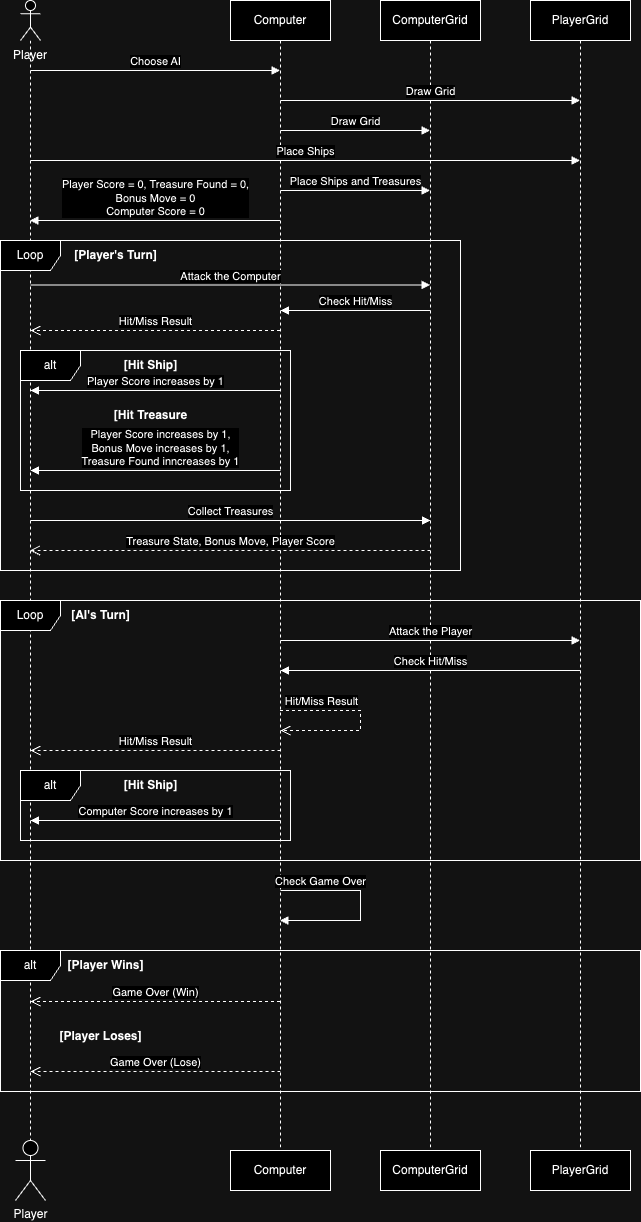 Player
Computer
ComputerGrid
PlayerGrid
Choose AI
Draw Grid
Draw Grid
Place Ships
Place Ships and Treasures
Player Score = 0, Treasure Found = 0,
Bonus Move = 0
Computer Score = 0
Loop
[Player's Turn]
Attack the Computer
Check Hit/Miss
Hit/Miss Result
alt
[Hit Ship]
Player Score increases by 1
[Hit Treasure
Player Score increases by 1,
Bonus Move increases by 1,
Treasure Found inncreases by 1
Collect Treasures
Treasure State, Bonus Move, Player Score
Loop
[AI's Turn]
Attack the Player
Check Hit/Miss
Hit/Miss Result
Hit/Miss Result
alt
[Hit Ship]
Computer Score increases by 1
Check Game Over
alt
[Player Wins]
Game Over (Win)
[Player Loses]
Game Over (Lose)
Player
Computer
ComputerGrid
PlayerGrid